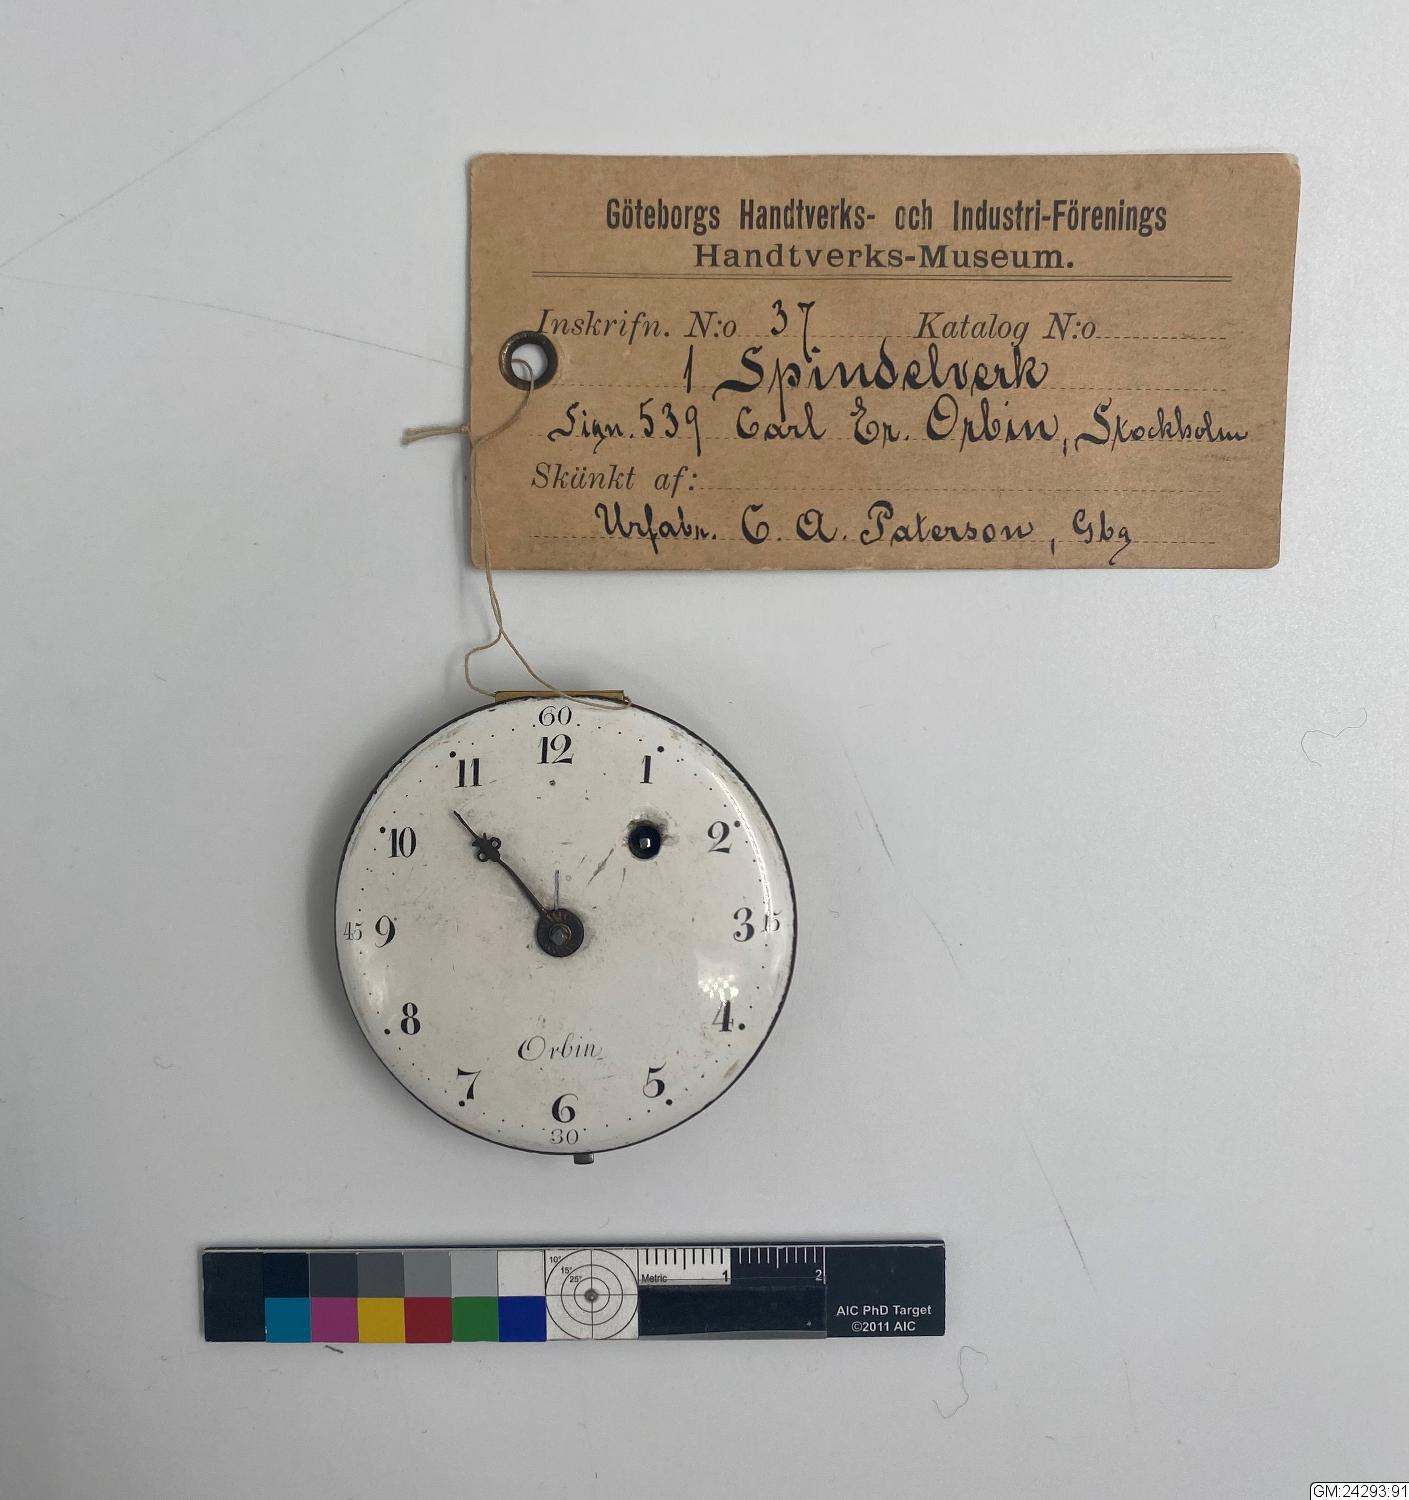 Göteborgs Handtverks- och Industri-Förenings
Handtverks-Museum.
Inskrifn. N:o 37 Katalog N:o
1 Spindelverk
Sign. 539 Carl Er. Orbin, Stockholm
Skänkt af:
Urfabr. C. A. Paterson, Gbg
60
12
11 1
10 2
45 9 3 15
8 4
Orbin
7 5
6
30
10°
15°
25°
Metric 1 2
AIC PhD Target
©2011 AIC
GM:24293:91